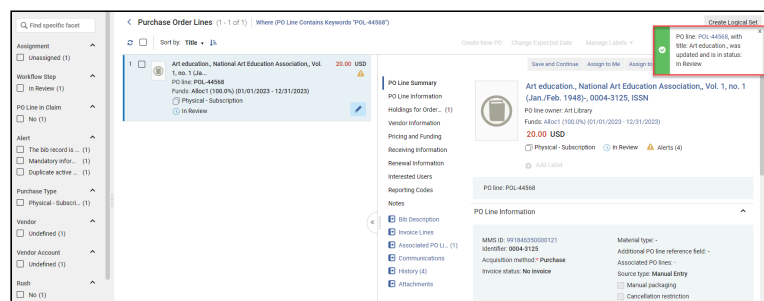 Find specific facet
Assignment
Unassigned (1)
Workflow Step
In Review (1)
PO Line In Claim
No (1)
Alert
The bib record is ... (1)
Mandatory infor... (1)
Duplicate active ... (1)
Purchase Type
Physical - Subscri... (1)
Vendor
Undefined (1)
Vendor Account
Undefined (1)
Rush
No (1)
Purchase Order Lines (1 - 1 of 1) Where (PO Line Contains Keywords "POL-44568")
Create Logical Set
Sort by: Title
Create New PO Change Expected Date Manage Labels
1
Art education., National Art Education Association,, Vol. 1, no. 1 (Ja...
20.00 USD
PO line: POL-44568
Funds: Alloc1 (100.0%) (01/01/2023 - 12/31/2023)
Physical - Subscription
In Review
PO Line Summary
PO Line Information
Holdings for Order... (1)
Vendor Information
Pricing and Funding
Receiving Information
Renewal Information
Interested Users
Reporting Codes
Notes
Bib Description
Invoice Lines
Associated PO Li... (1)
Communications
History (4)
Attachments
Save and Continue Assign to Me Assign to
PO line: POL-44568, with
title: Art education., was
updated and is in status:
In Review
x
Art education., National Art Education Association,, Vol. 1, no. 1
(Jan./Feb. 1948)-, 0004-3125, ISSN
PO line owner: Art Library
Funds: Alloc1 (100.0%) (01/01/2023 - 12/31/2023)
20.00 USD
Physical - Subscription In Review Alerts (4)
Add Label
PO line: POL-44568
PO Line Information
MMS ID: 991846350000121
Identifier: 0004-3125
Acquisition method:* Purchase
Invoice status: No invoice
Material type: -
Additional PO line reference field: -
Associated PO lines: -
Source type: Manual Entry
Manual packaging
Cancellation restriction